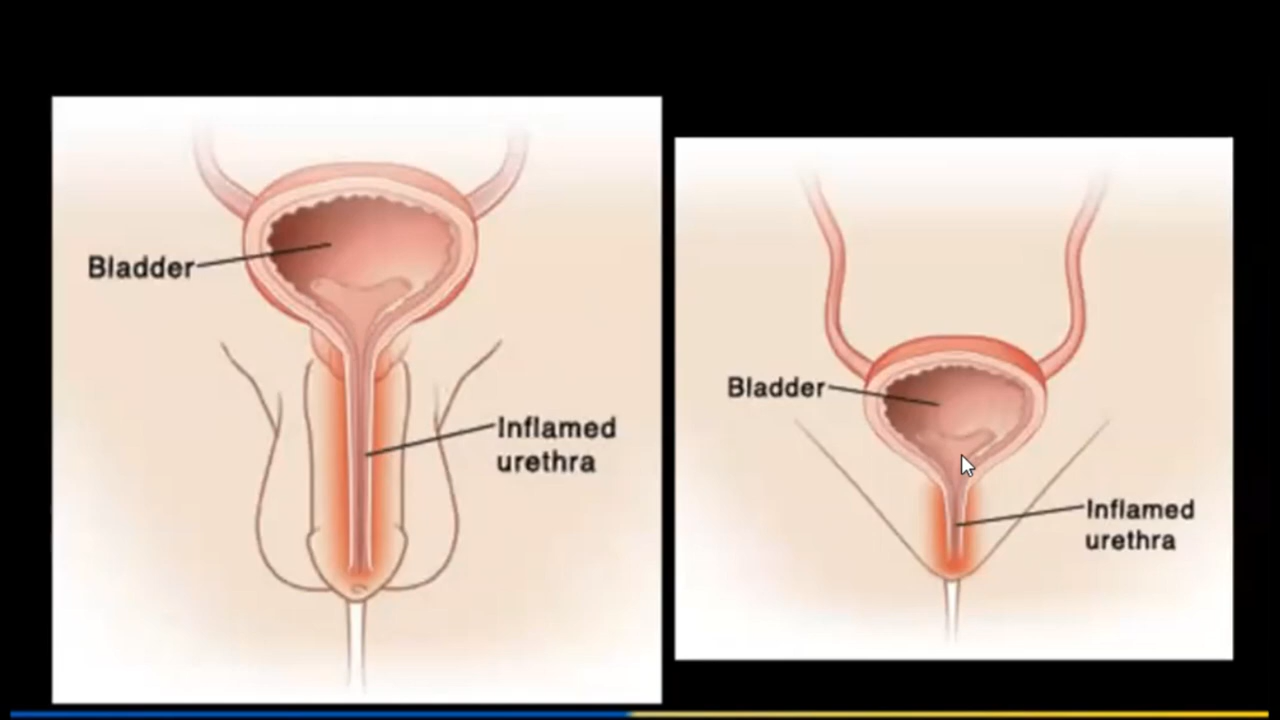 Bladder
Inflamed
urethra
Bladder
Inflamed
urethra